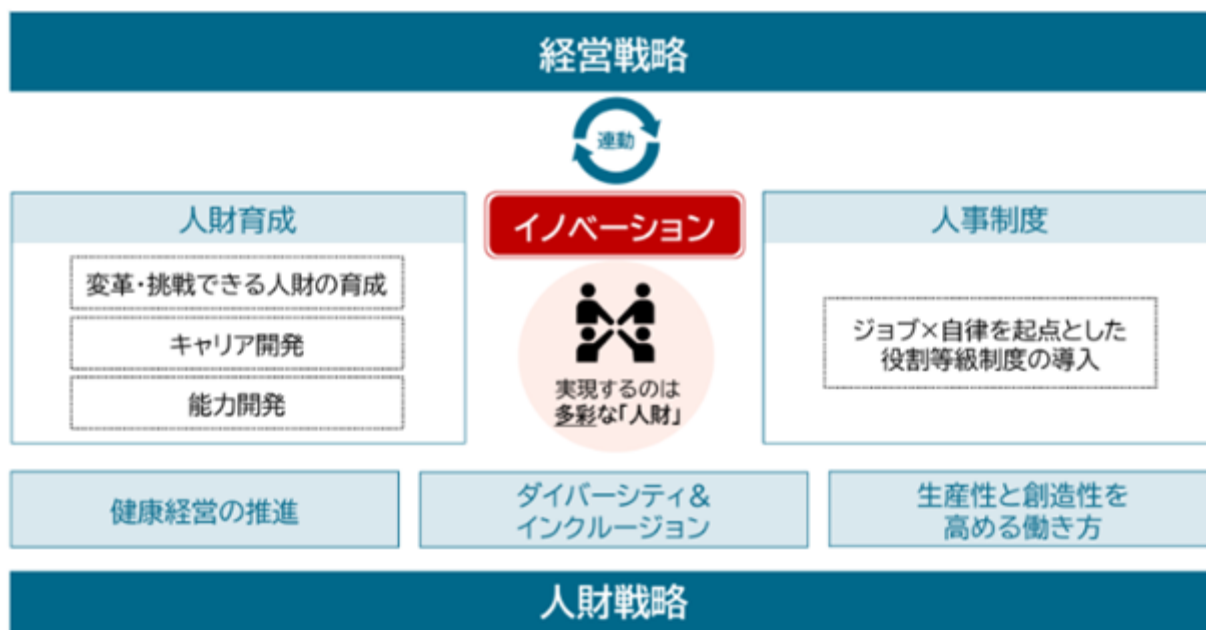 経営戦略
連動
人財育成
変革・挑戦できる人財の育成
キャリア開発
能力開発
イノベーション
実現するのは
多彩な「人財」
人事制度
ジョブ×自律を起点とした
役割等級制度の導入
健康経営の推進
ダイバーシティ&
インクルージョン
生産性と創造性を
高める働き方
人財戦略